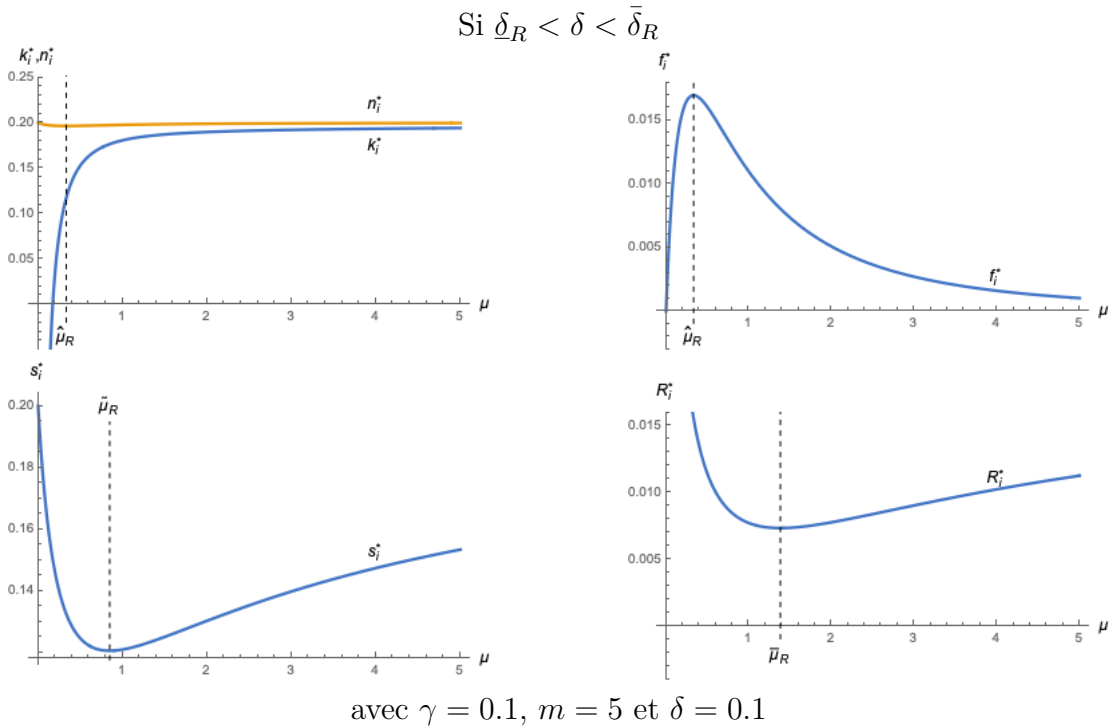 Si δ̲_R < δ < δ̄_R
k_i^*, n_i^*
0.25
0.20
0.15
0.10
0.05
n_i^*
k_i^*
1 2 3 4 5 μ
μ̂_R
f_i^*
0.015
0.010
0.005
f_i^*
1 2 3 4 5 μ
μ̂_R
s_i^*
0.20
0.18
0.16
0.14
μ̃_R
s_i^*
1 2 3 4 5 μ
R_i^*
0.015
0.010
0.005
R_i^*
1 2 3 4 5 μ
μ̄_R
avec γ = 0.1, m = 5 et δ = 0.1